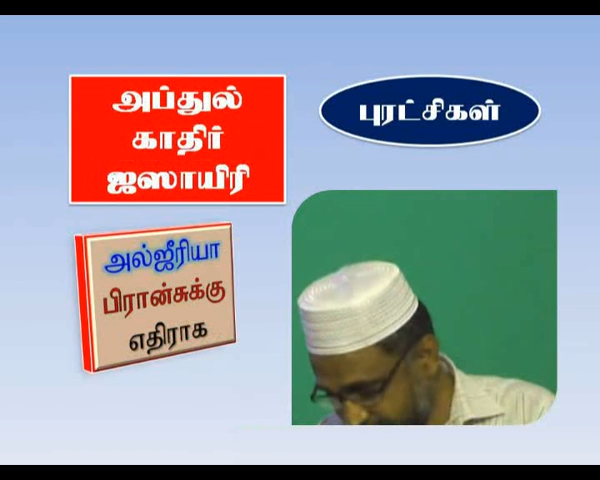 அப்துல்
காதிர்
ஜஸாயிரி
புரட்சிகள்
அல்ஜீரியா
பிரான்சுக்கு
எதிராக